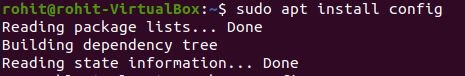 rohit@rohit-VirtualBox:~$ sudo apt install config
Reading package lists... Done
Building dependency tree
Reading state information... Done